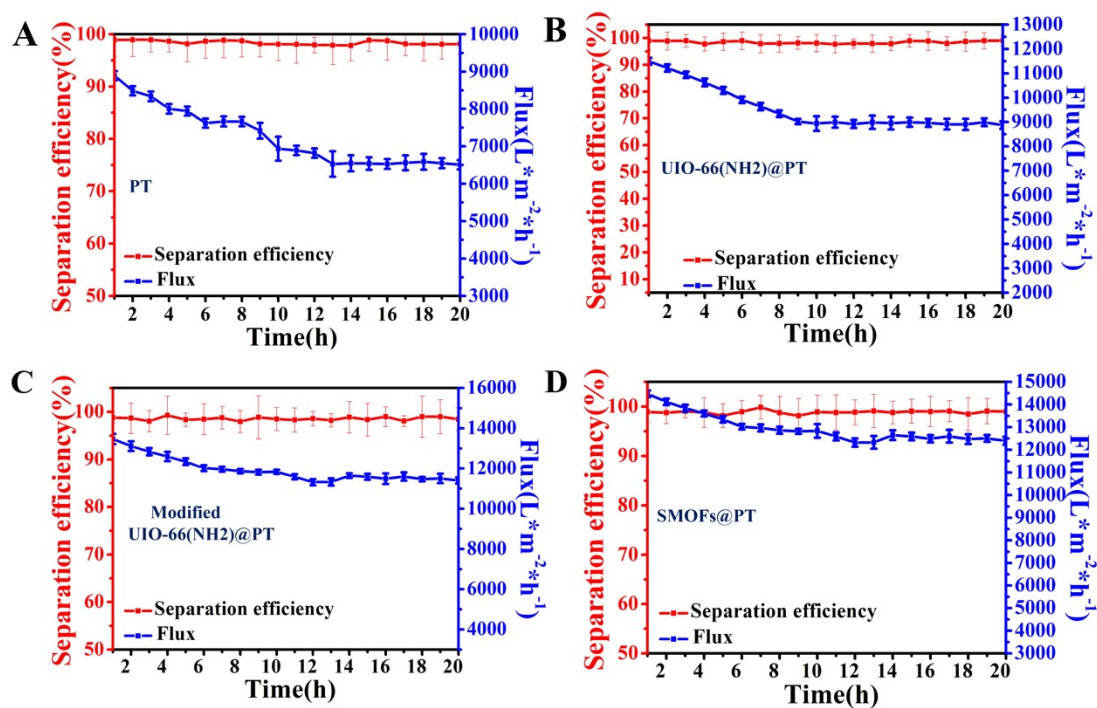 A
Separation efficiency(%)
100
90
80
70
60
50
PT
Separation efficiency
Flux
2 4 6 8 10 12 14 16 18 20
Time(h)
10000
9000
8000
7000
6000
5000
4000
3000
Flux(L*m-2*h-1)
B
Separation efficiency(%)
100
90
80
70
60
50
40
30
20
10
UIO-66(NH2)@PT
Separation efficiency
Flux
2 4 6 8 10 12 14 16 18 20
Time(h)
13000
12000
11000
10000
9000
8000
7000
6000
5000
4000
3000
2000
Flux(L*m-2*h-1)
C
Separation efficiency(%)
100
90
80
70
60
50
Modified
UIO-66(NH2)@PT
Separation efficiency
Flux
2 4 6 8 10 12 14 16 18 20
Time(h)
16000
14000
12000
10000
8000
6000
4000
Flux(L*m-2*h-1)
D
Separation efficiency(%)
100
90
80
70
60
50
SMOFs@PT
Separation efficiency
Flux
2 4 6 8 10 12 14 16 18 20
Time(h)
15000
14000
13000
12000
11000
10000
9000
8000
7000
6000
5000
4000
3000
Flux(L*m-2*h-1)